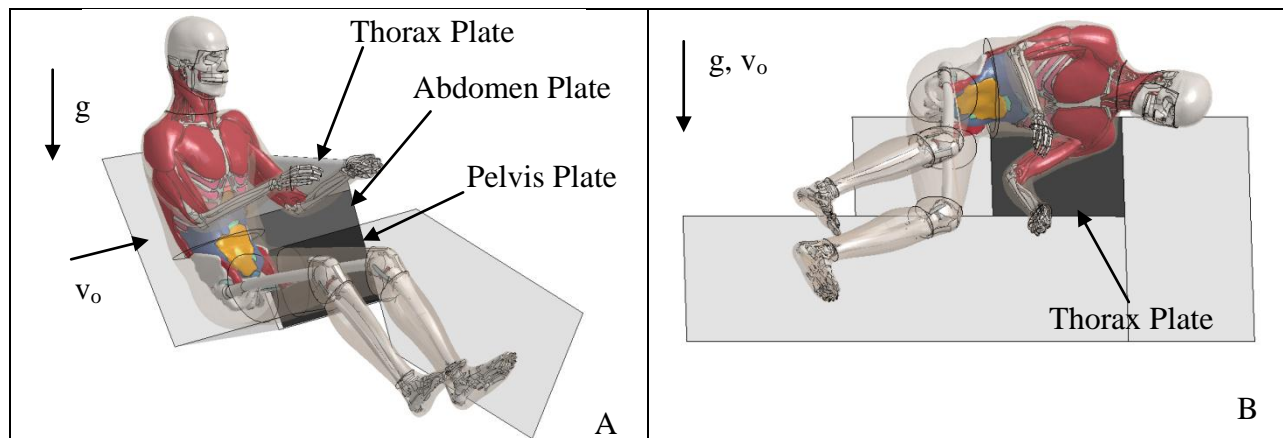 Thorax Plate
Abdomen Plate
Pelvis Plate
g
vo
A
g, vo
Thorax Plate
B